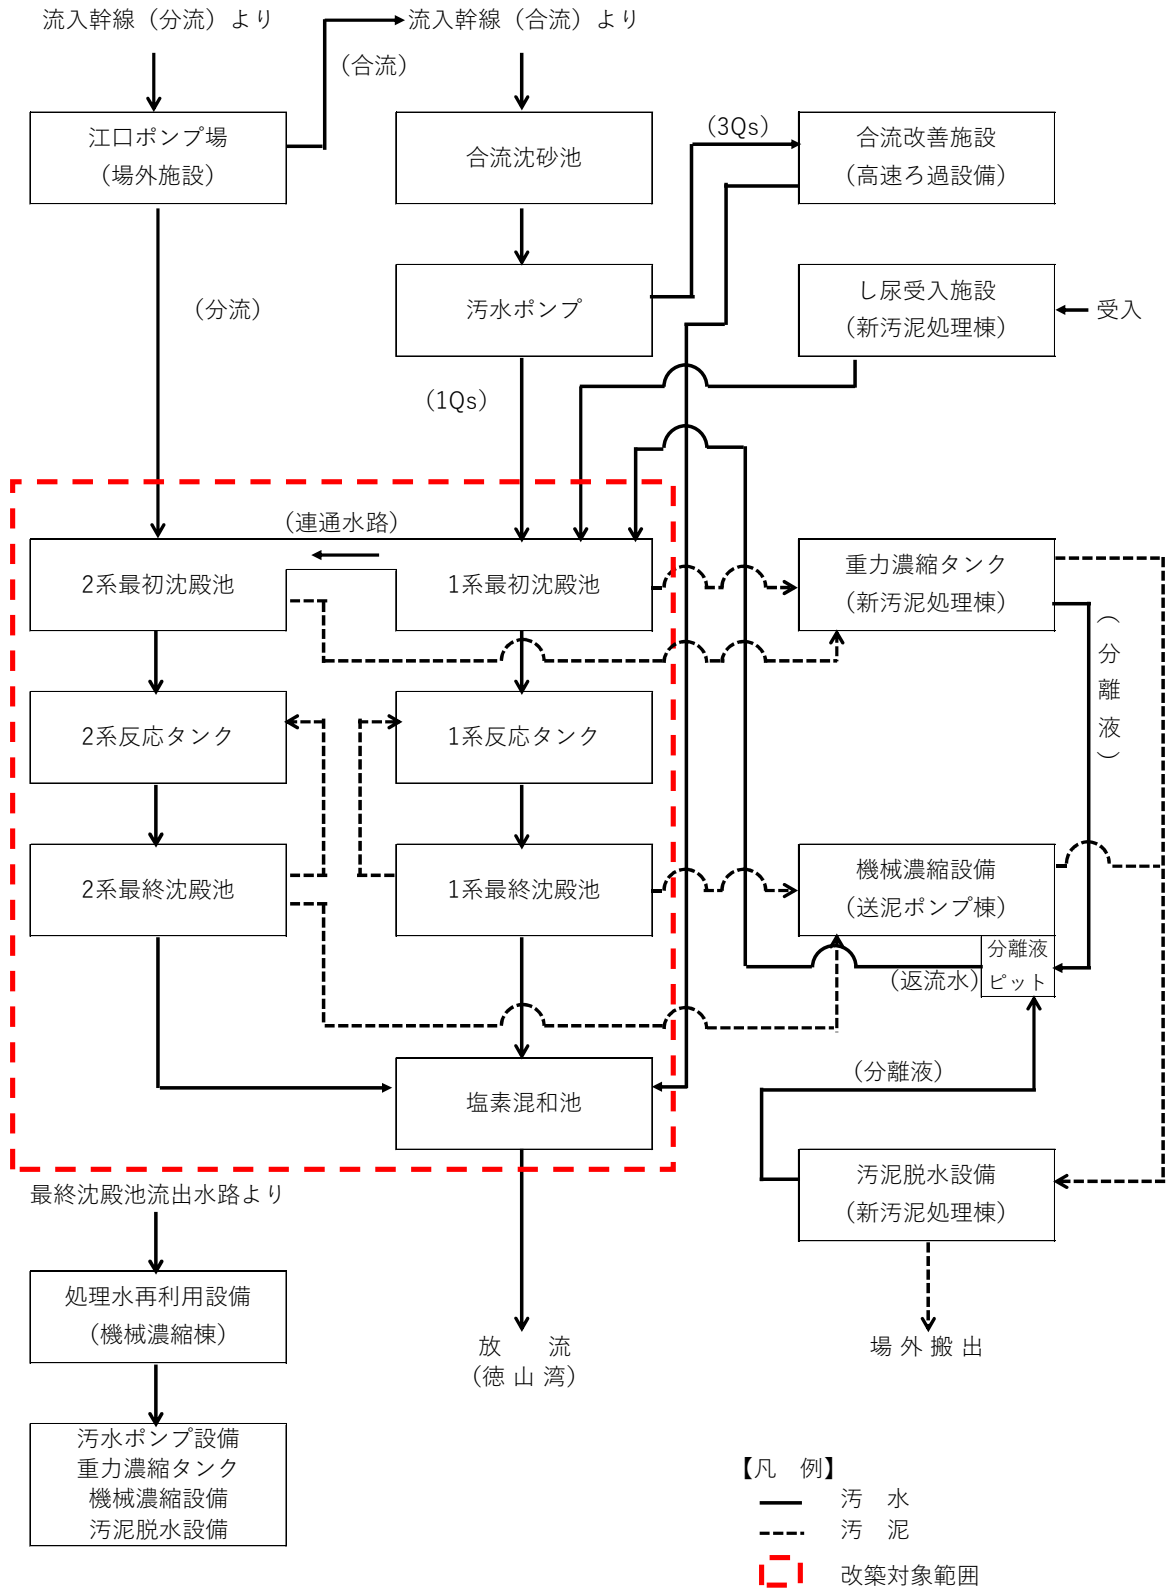 流入幹線（分流）より
流入幹線（合流）より
（合流）
江口ポンプ場
（場外施設）
合流沈砂池
（3Qs）
合流改善施設
（高速ろ過設備）
（分流）
汚水ポンプ
し尿受入施設
（新汚泥処理棟）
受入
（1Qs）
（連通水路）
2系最初沈殿池
1系最初沈殿池
重力濃縮タンク
（新汚泥処理棟）
（分離液）
2系反応タンク
1系反応タンク
2系最終沈殿池
1系最終沈殿池
機械濃縮設備
（送泥ポンプ棟）
分離液
ピット
（返流水）
（分離液）
塩素混和池
汚泥脱水設備
（新汚泥処理棟）
最終沈殿池流出水路より
処理水再利用設備
（機械濃縮棟）
放　流
（徳 山 湾）
場 外 搬 出
汚水ポンプ設備
重力濃縮タンク
機械濃縮設備
汚泥脱水設備
【凡　例】
汚　水
汚　泥
改築対象範囲